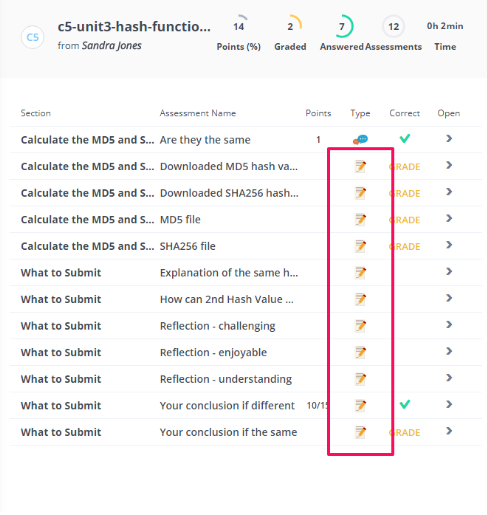 C5
c5-unit3-hash-functio...
from Sandra Jones
14 2 7 12 0h 2min
Points (%) Graded Answered Assessments Time
Section Assessment Name Points Type Correct Open
Calculate the MD5 and S... Are they the same 1
Calculate the MD5 and S... Downloaded MD5 hash va... GRADE
Calculate the MD5 and S... Downloaded SHA256 hash... GRADE
Calculate the MD5 and S... MD5 file GRADE
Calculate the MD5 and S... SHA256 file GRADE
What to Submit Explanation of the same h...
What to Submit How can 2nd Hash Value ...
What to Submit Reflection - challenging
What to Submit Reflection - enjoyable
What to Submit Reflection - understanding
What to Submit Your conclusion if different 10/15
What to Submit Your conclusion if the same GRADE